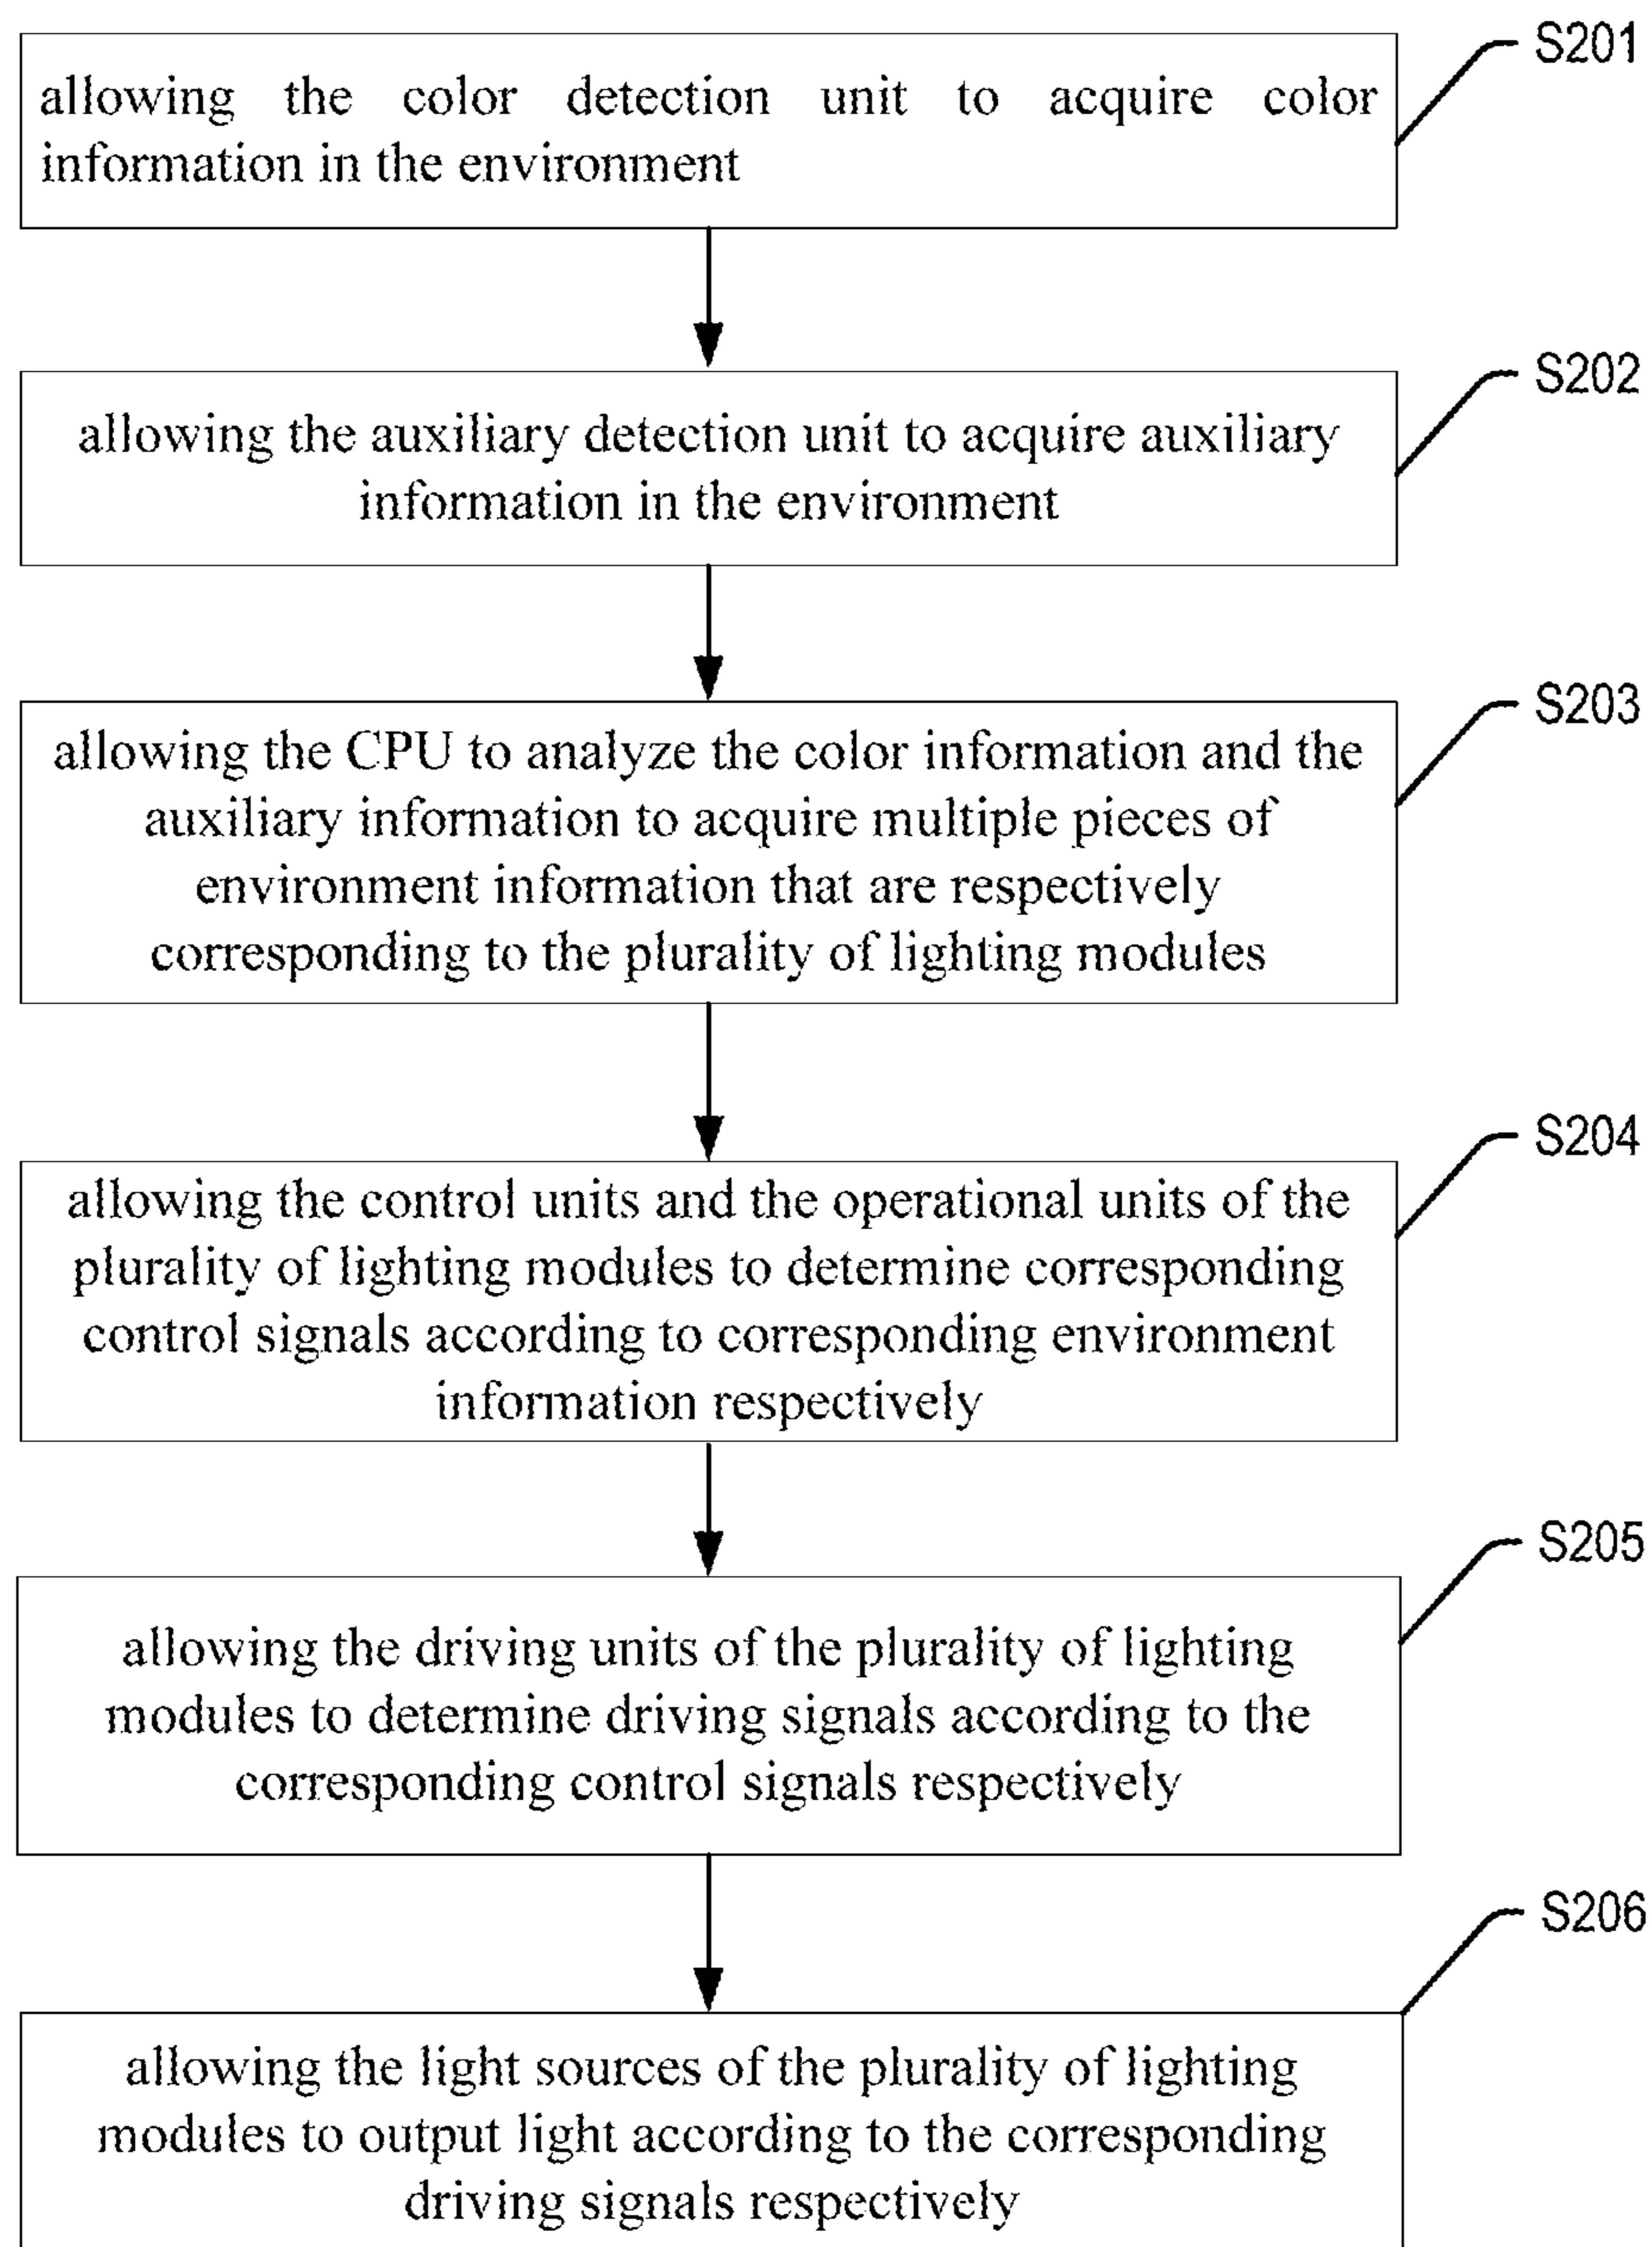 S201
allowing the color detection unit to acquire color
information in the environment
S202
allowing the auxiliary detection unit to acquire auxiliary
information in the environment
S203
allowing the CPU to analyze the color information and the
auxiliary information to acquire multiple pieces of
environment information that are respectively
corresponding to the plurality of lighting modules
S204
allowing the control units and the operational units of the
plurality of lighting modules to determine corresponding
control signals according to corresponding environment
information respectively
S205
allowing the driving units of the plurality of lighting
modules to determine driving signals according to the
corresponding control signals respectively
S206
allowing the light sources of the plurality of lighting
modules to output light according to the corresponding
driving signals respectively